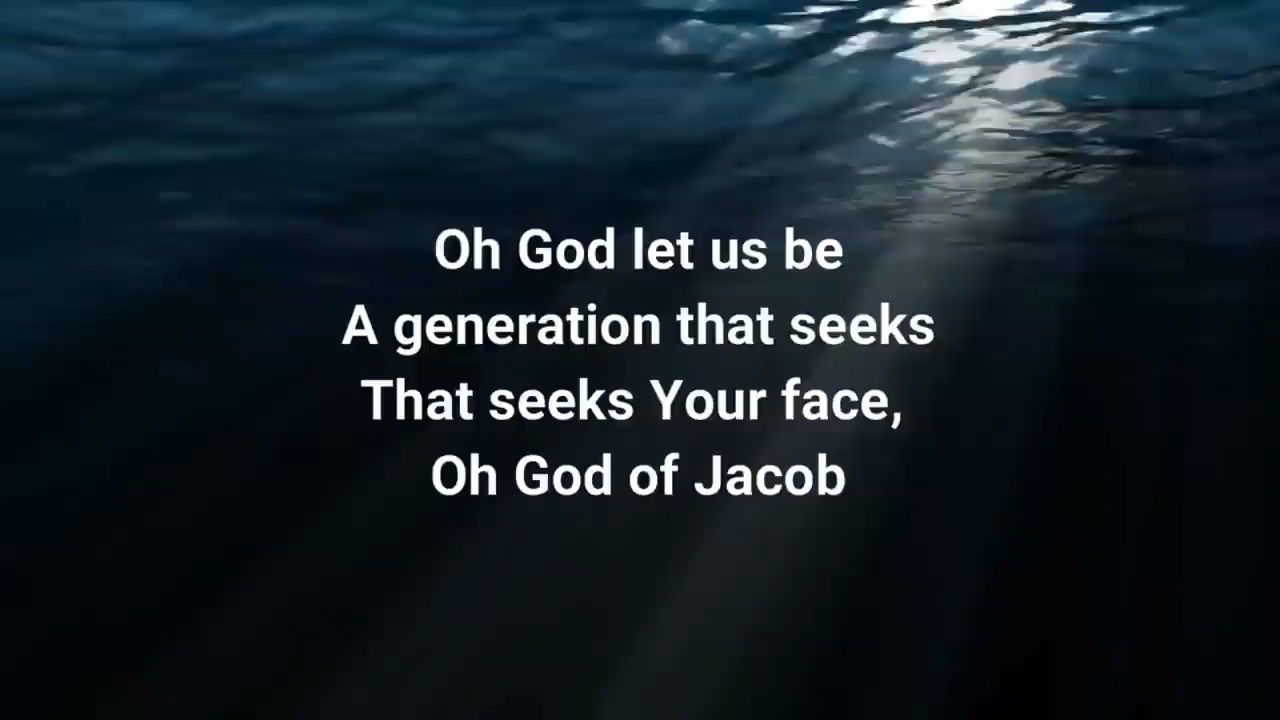 Oh God let us be
A generation that seeks
That seeks Your face,
Oh God of Jacob